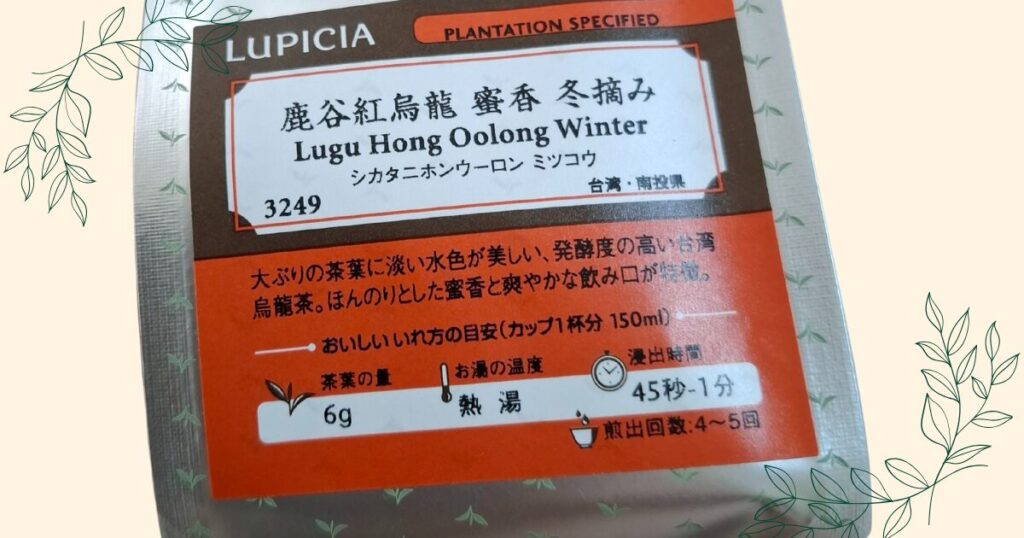 LUPICIA
PLANTATION SPECIFIED
鹿谷紅烏龍 蜜香 冬摘み
Lugu Hong Oolong Winter
シカタニホンウーロン ミツコウ
台湾・南投県
3249
大ぶりの茶葉に淡い水色が美しい、発酵度の高い台湾
烏龍茶。ほんのりとした蜜香と爽やかな飲み口が特徴。
おいしいいれ方の目安(カップ1杯分 150ml)
茶葉の量
お湯の温度
浸出時間
6g
熱湯
45秒-1分
煎出回数:4〜5回